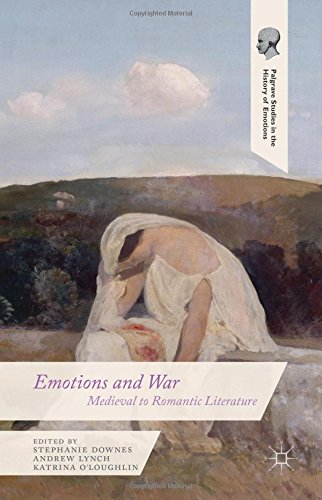 Palgrave Studies in the
History of Emotions
Emotions and War
Medieval to Romantic Literature
EDITED BY
STEPHANIE DOWNES
ANDREW LYNCH
KATRINA O'LOUGHLIN